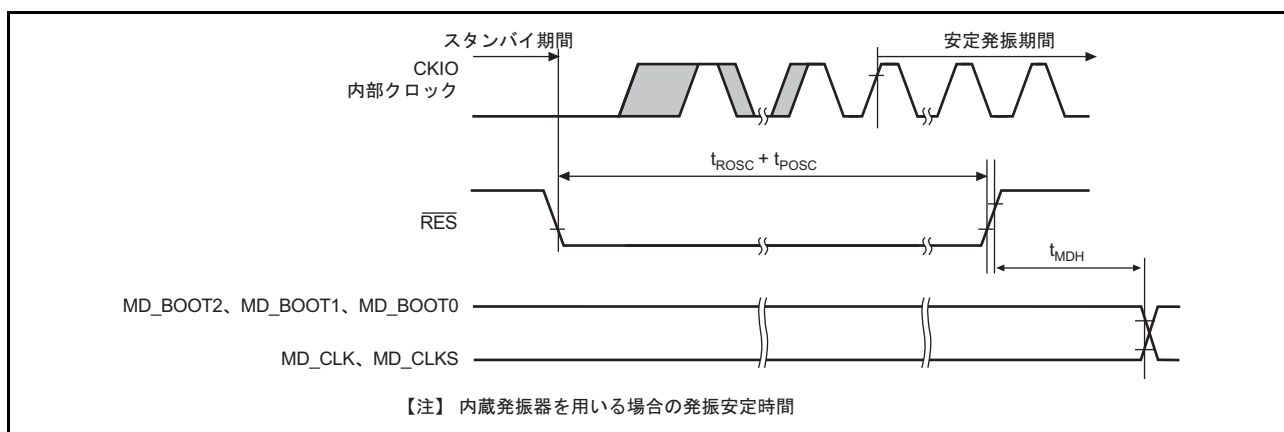 スタンバイ期間
安定発振期間
CKIO
内部クロック
tROSC + tPOSC
RES
tMDH
MD_BOOT2、MD_BOOT1、MD_BOOT0
MD_CLK、MD_CLKS
【注】 内蔵発振器を用いる場合の発振安定時間